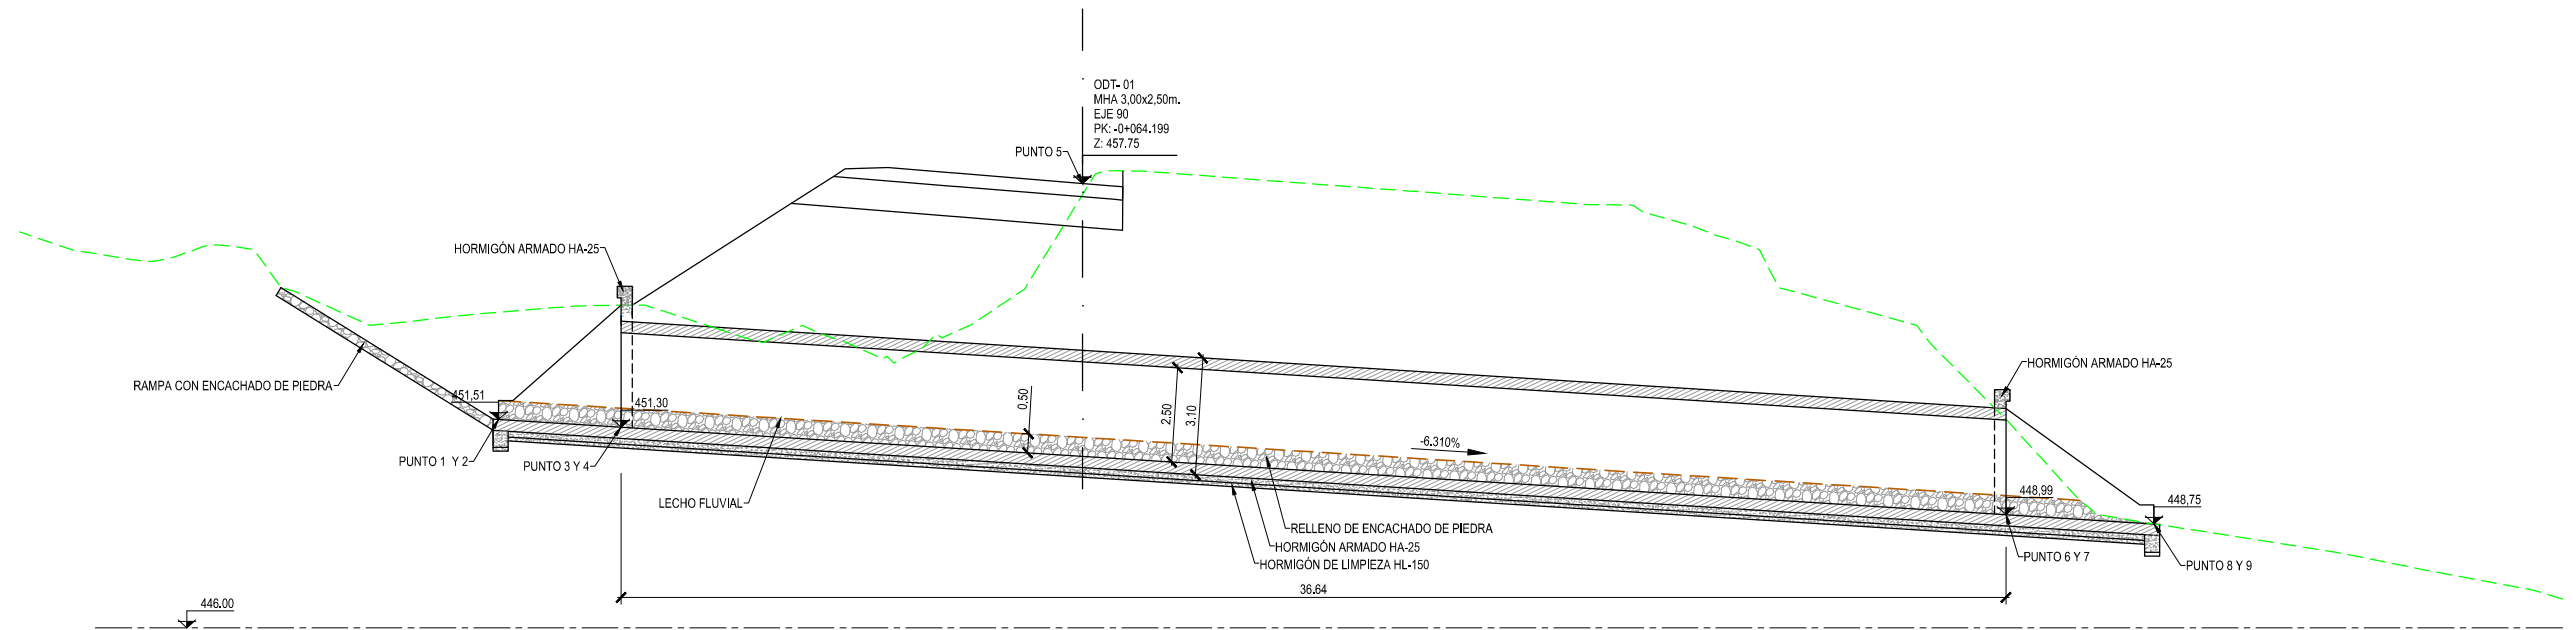 ODT- 01
MHA 3,00x2,50m.
EJE 90
PK: -0+064.199
Z: 457.75
PUNTO 5
HORMIGÓN ARMADO HA-25
RAMPA CON ENCACHADO DE PIEDRA
451,51
451,30
0.50
2.50
3.10
-6.310%
HORMIGÓN ARMADO HA-25
PUNTO 1 Y 2
PUNTO 3 Y 4
LECHO FLUVIAL
448,99
448,75
RELLENO DE ENCACHADO DE PIEDRA
HORMIGÓN ARMADO HA-25
HORMIGÓN DE LIMPIEZA HL-150
PUNTO 6 Y 7
PUNTO 8 Y 9
36.64
446.00